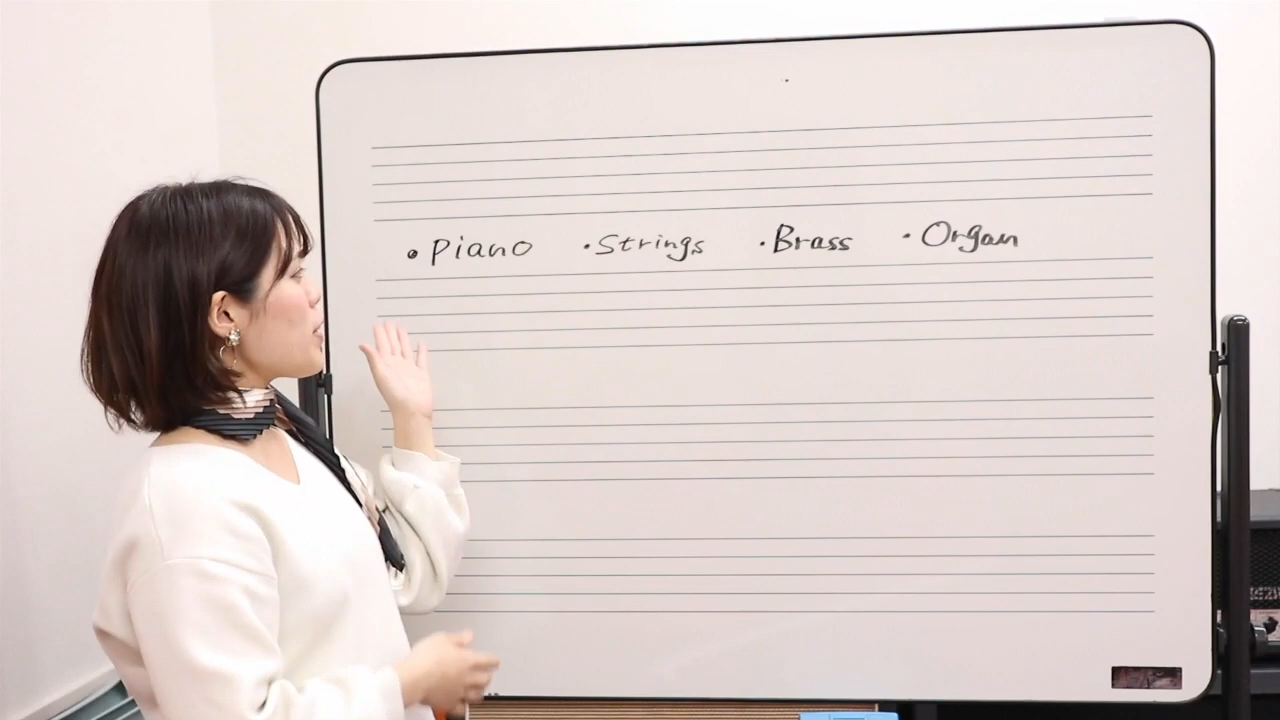 • Piano • Strings • Brass • Organ